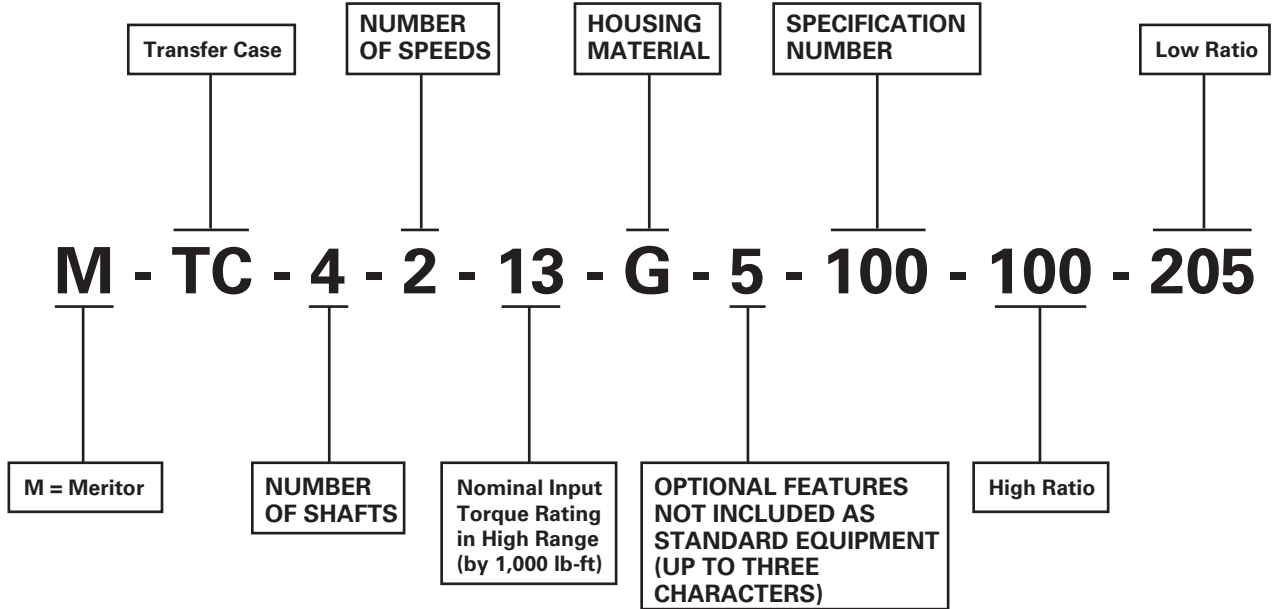 Transfer Case
NUMBER
OF SPEEDS
HOUSING
MATERIAL
SPECIFICATION
NUMBER
Low Ratio
M - TC - 4 - 2 - 13 - G - 5 - 100 - 100 - 205
M = Meritor
NUMBER
OF SHAFTS
Nominal Input
Torque Rating
in High Range
(by 1,000 lb-ft)
OPTIONAL FEATURES
NOT INCLUDED AS
STANDARD EQUIPMENT
(UP TO THREE
CHARACTERS)
High Ratio